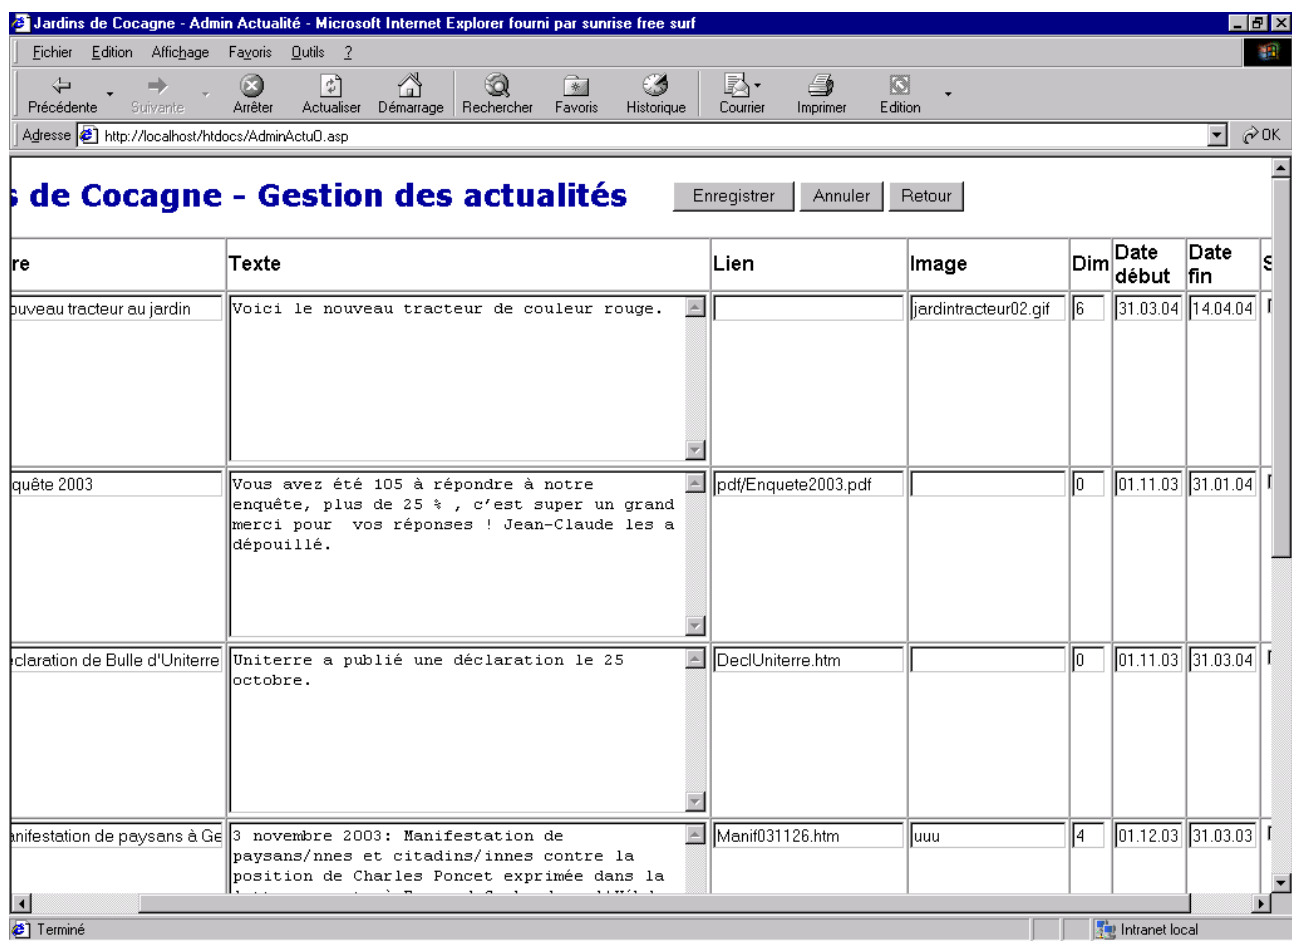 Jardins de Cocagne - Admin Actualité - Microsoft Internet Explorer fourni par sunrise free surf
Fichier Edition Affichage Favoris Outils ?
Précédente Suivante Arrêter Actualiser Démarrage Rechercher Favoris Historique Courrier Imprimer Edition
Adresse http://localhost/htdocs/AdminActu0.asp OK
s de Cocagne - Gestion des actualités Enregistrer Annuler Retour
re Texte Lien Image Dim Date début Date fin S
ouveau tracteur au jardin Voici le nouveau tracteur de couleur rouge. jardintracteur02.gif 6 31.03.04 14.04.04
quête 2003 Vous avez été 105 à répondre à notre pdf/Enquete2003.pdf 0 01.11.03 31.01.04
enquête, plus de 25 % , c'est super un grand
merci pour  vos réponses ! Jean-Claude les a
dépouillé.
claration de Bulle d'Uniterre Uniterre a publié une déclaration le 25 DeclUniterre.htm 0 01.11.03 31.03.04
octobre.
anifestation de paysans à Ge 3 novembre 2003: Manifestation de Manif031126.htm uuu 4 01.12.03 31.03.03
paysans/nnes et citadins/innes contre la
position de Charles Poncet exprimée dans la
Terminé Intranet local